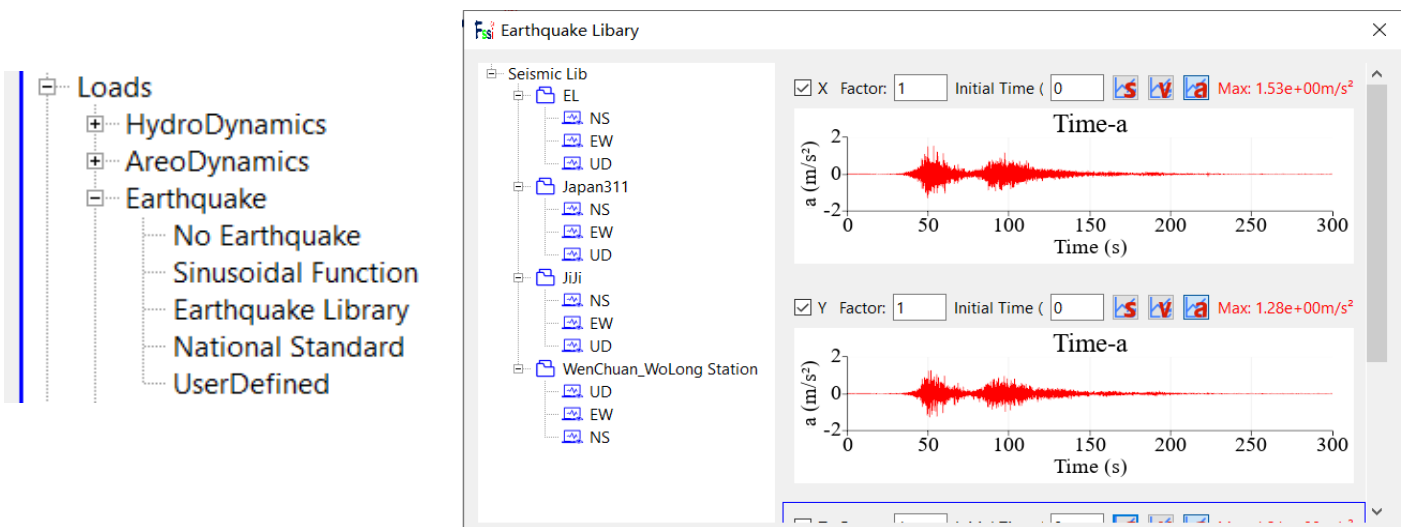 Loads
HydroDynamics
AreoDynamics
Earthquake
No Earthquake
Sinusoidal Function
Earthquake Library
National Standard
UserDefined
Fssi Earthquake Libary
Seismic Lib
EL
NS
EW
UD
Japan311
NS
EW
UD
JiJi
NS
EW
UD
WenChuan_WoLong Station
UD
EW
NS
X Factor: 1 Initial Time ( 0 s v a Max: 1.53e+00m/s²
Time-a
a (m/s²)
2
0
-2
0 50 100 150 200 250 300
Time (s)
Y Factor: 1 Initial Time ( 0 s v a Max: 1.28e+00m/s²
Time-a
a (m/s²)
2
0
-2
0 50 100 150 200 250 300
Time (s)